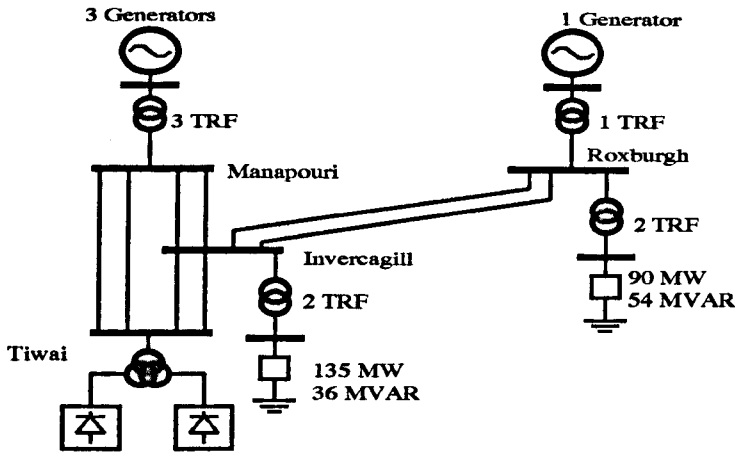 3 Generators
1 Generator
3 TRF
1 TRF
Manapouri
Roxburgh
2 TRF
Invercagill
90 MW
54 MVAR
2 TRF
Tiwai
135 MW
36 MVAR